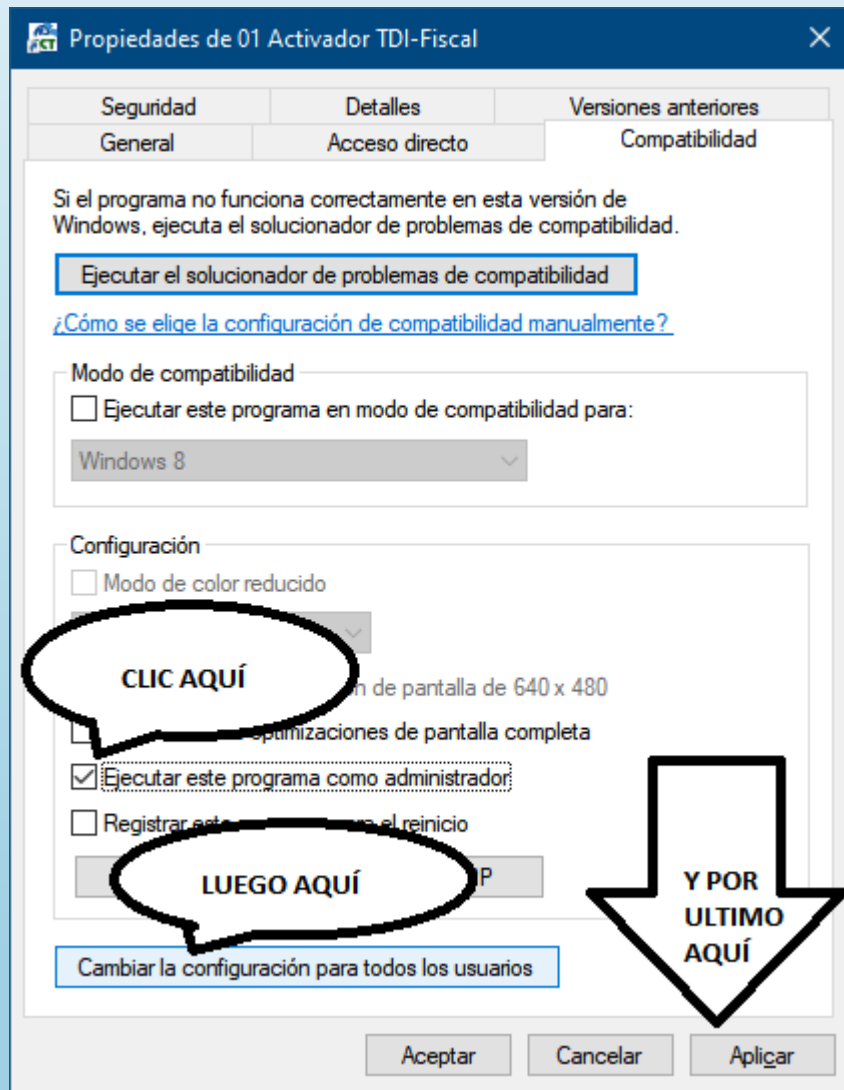 Propiedades de 01 Activador TDI-Fiscal
Seguridad
Detalles
Versiones anteriores
General
Acceso directo
Compatibilidad
Si el programa no funciona correctamente en esta versión de
Windows, ejecuta el solucionador de problemas de compatibilidad.
Ejecutar el solucionador de problemas de compatibilidad
¿Cómo se elige la configuración de compatibilidad manualmente?
Modo de compatibilidad
Ejecutar este programa en modo de compatibilidad para:
Windows 8
Configuración
Modo de color reducido
CLIC AQUÍ
de pantalla de 640 x 480
optimizaciones de pantalla completa
Ejecutar este programa como administrador
Registrar este el reinicio
LUEGO AQUÍ
Y POR
ULTIMO
AQUÍ
Cambiar la configuración para todos los usuarios
Aceptar
Cancelar
Aplicar